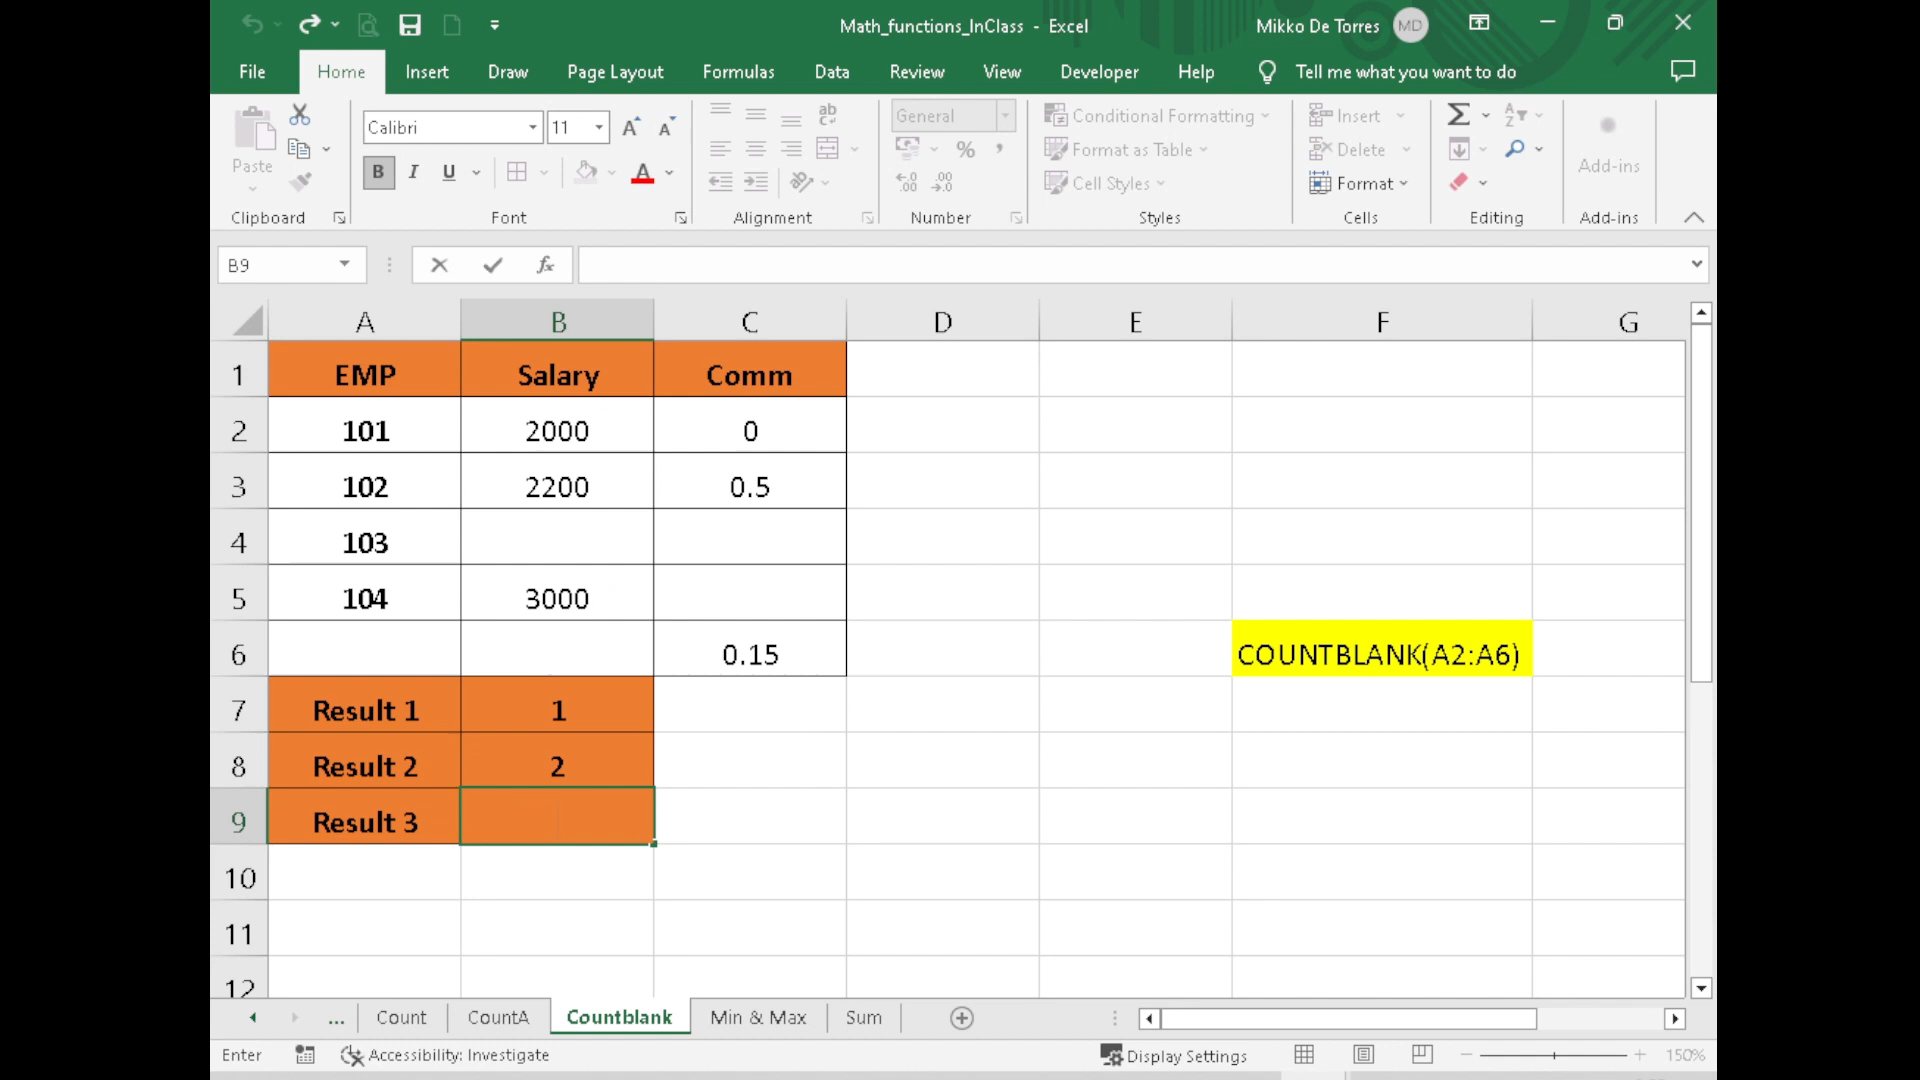 Math_functions_InClass - Excel
Mikko De Torres MD
File Home Insert Draw Page Layout Formulas Data Review View Developer Help Tell me what you want to do
Paste
Clipboard
Calibri 11
B I U
Font
Alignment
General
Number
Conditional Formatting
Format as Table
Cell Styles
Styles
Insert
Delete
Format
Cells
Editing
Add-ins
Add-ins
B9
A B C D E F G
1 EMP Salary Comm
2 101 2000 0
3 102 2200 0.5
4 103
5 104 3000
6 0.15 COUNTBLANK(A2:A6)
7 Result 1 1
8 Result 2 2
9 Result 3
10
11
12
... Count CountA Countblank Min & Max Sum
Enter Accessibility: Investigate Display Settings 150%